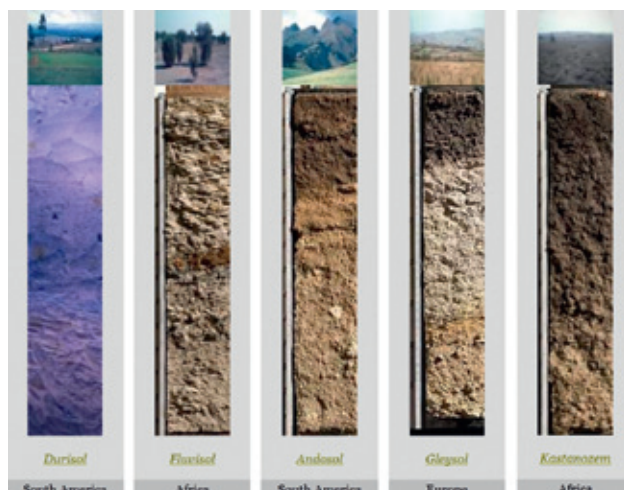 Durisol
Fluvisol
Andosol
Gleysol
Kastanozem
South America
Africa
South America
Europe
Africa